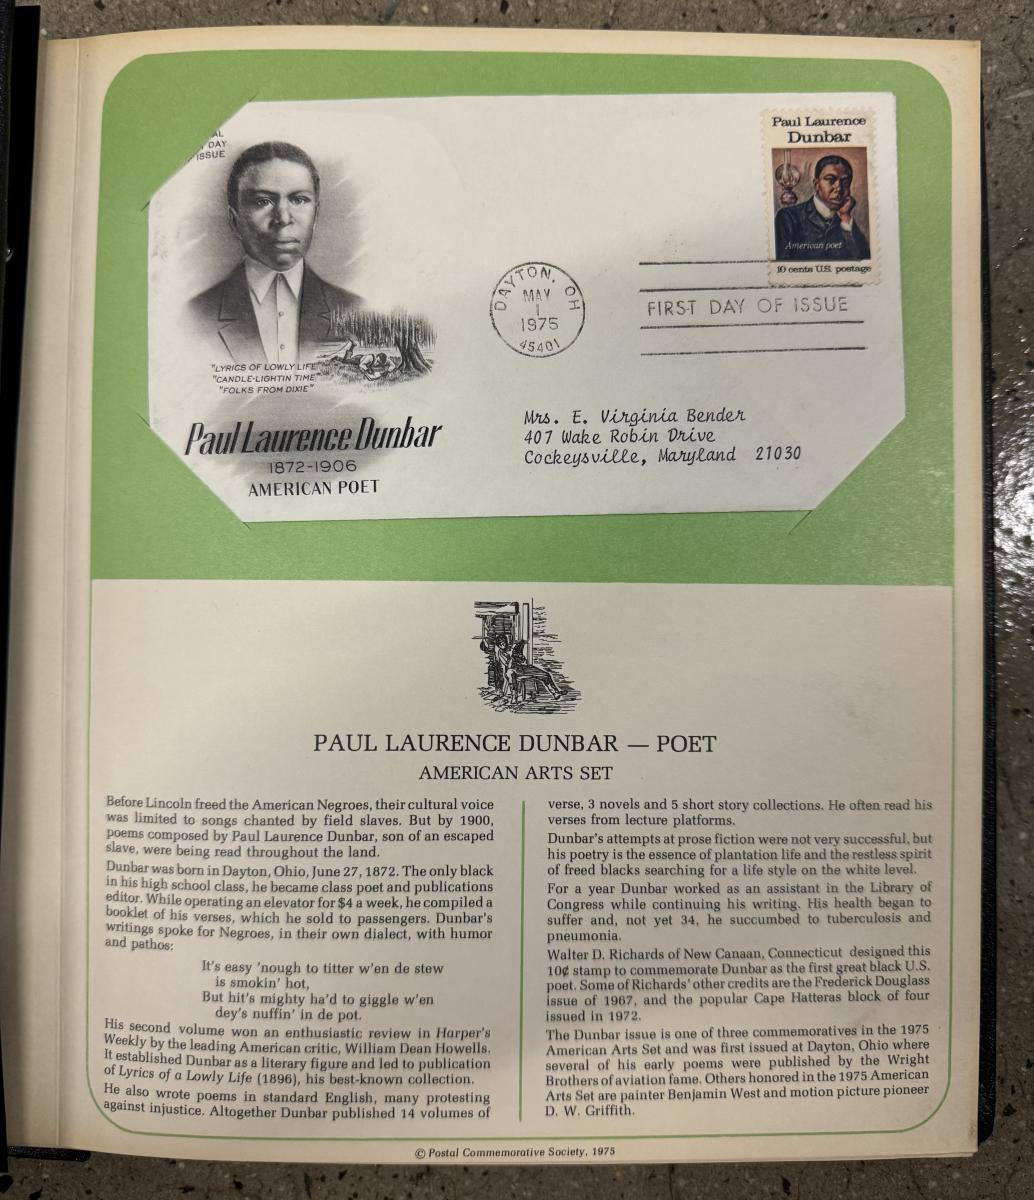 AL
DAY
ISSUE
"LYRICS OF LOWLY LIFE"
"CANDLE-LIGHTIN TIME"
"FOLKS FROM DIXIE"
Paul Laurence Dunbar
1872-1906
AMERICAN POET
DAYTON, OH
MAY
1
1975
45401
Paul Laurence
Dunbar
American poet
10 cents U.S. postage
FIRST DAY OF ISSUE
Mrs. E. Virginia Bender
407 Wake Robin Drive
Cockeysville, Maryland 21030
PAUL LAURENCE DUNBAR — POET
AMERICAN ARTS SET
Before Lincoln freed the American Negroes, their cultural voice
was limited to songs chanted by field slaves. But by 1900,
poems composed by Paul Laurence Dunbar, son of an escaped
slave, were being read throughout the land.
Dunbar was born in Dayton, Ohio, June 27, 1872. The only black
in his high school class, he became class poet and publications
editor. While operating an elevator for $4 a week, he compiled a
booklet of his verses, which he sold to passengers. Dunbar's
writings spoke for Negroes, in their own dialect, with humor
and pathos:
It's easy 'nough to titter w'en de stew
is smokin' hot,
But hit's mighty ha'd to giggle w'en
dey's nuffin' in de pot.
His second volume won an enthusiastic review in Harper's
Weekly by the leading American critic, William Dean Howells.
It established Dunbar as a literary figure and led to publication
of Lyrics of a Lowly Life (1896), his best-known collection.
He also wrote poems in standard English, many protesting
against injustice. Altogether Dunbar published 14 volumes of
verse, 3 novels and 5 short story collections. He often read his
verses from lecture platforms.
Dunbar's attempts at prose fiction were not very successful, but
his poetry is the essence of plantation life and the restless spirit
of freed blacks searching for a life style on the white level.
For a year Dunbar worked as an assistant in the Library of
Congress while continuing his writing. His health began to
suffer and, not yet 34, he succumbed to tuberculosis and
pneumonia.
Walter D. Richards of New Canaan, Connecticut designed this
10¢ stamp to commemorate Dunbar as the first great black U.S.
poet. Some of Richards' other credits are the Frederick Douglass
issue of 1967, and the popular Cape Hatteras block of four
issued in 1972.
The Dunbar issue is one of three commemoratives in the 1975
American Arts Set and was first issued at Dayton, Ohio where
several of his early poems were published by the Wright
Brothers of aviation fame. Others honored in the 1975 American
Arts Set are painter Benjamin West and motion picture pioneer
D. W. Griffith.
© Postal Commemorative Society, 1975